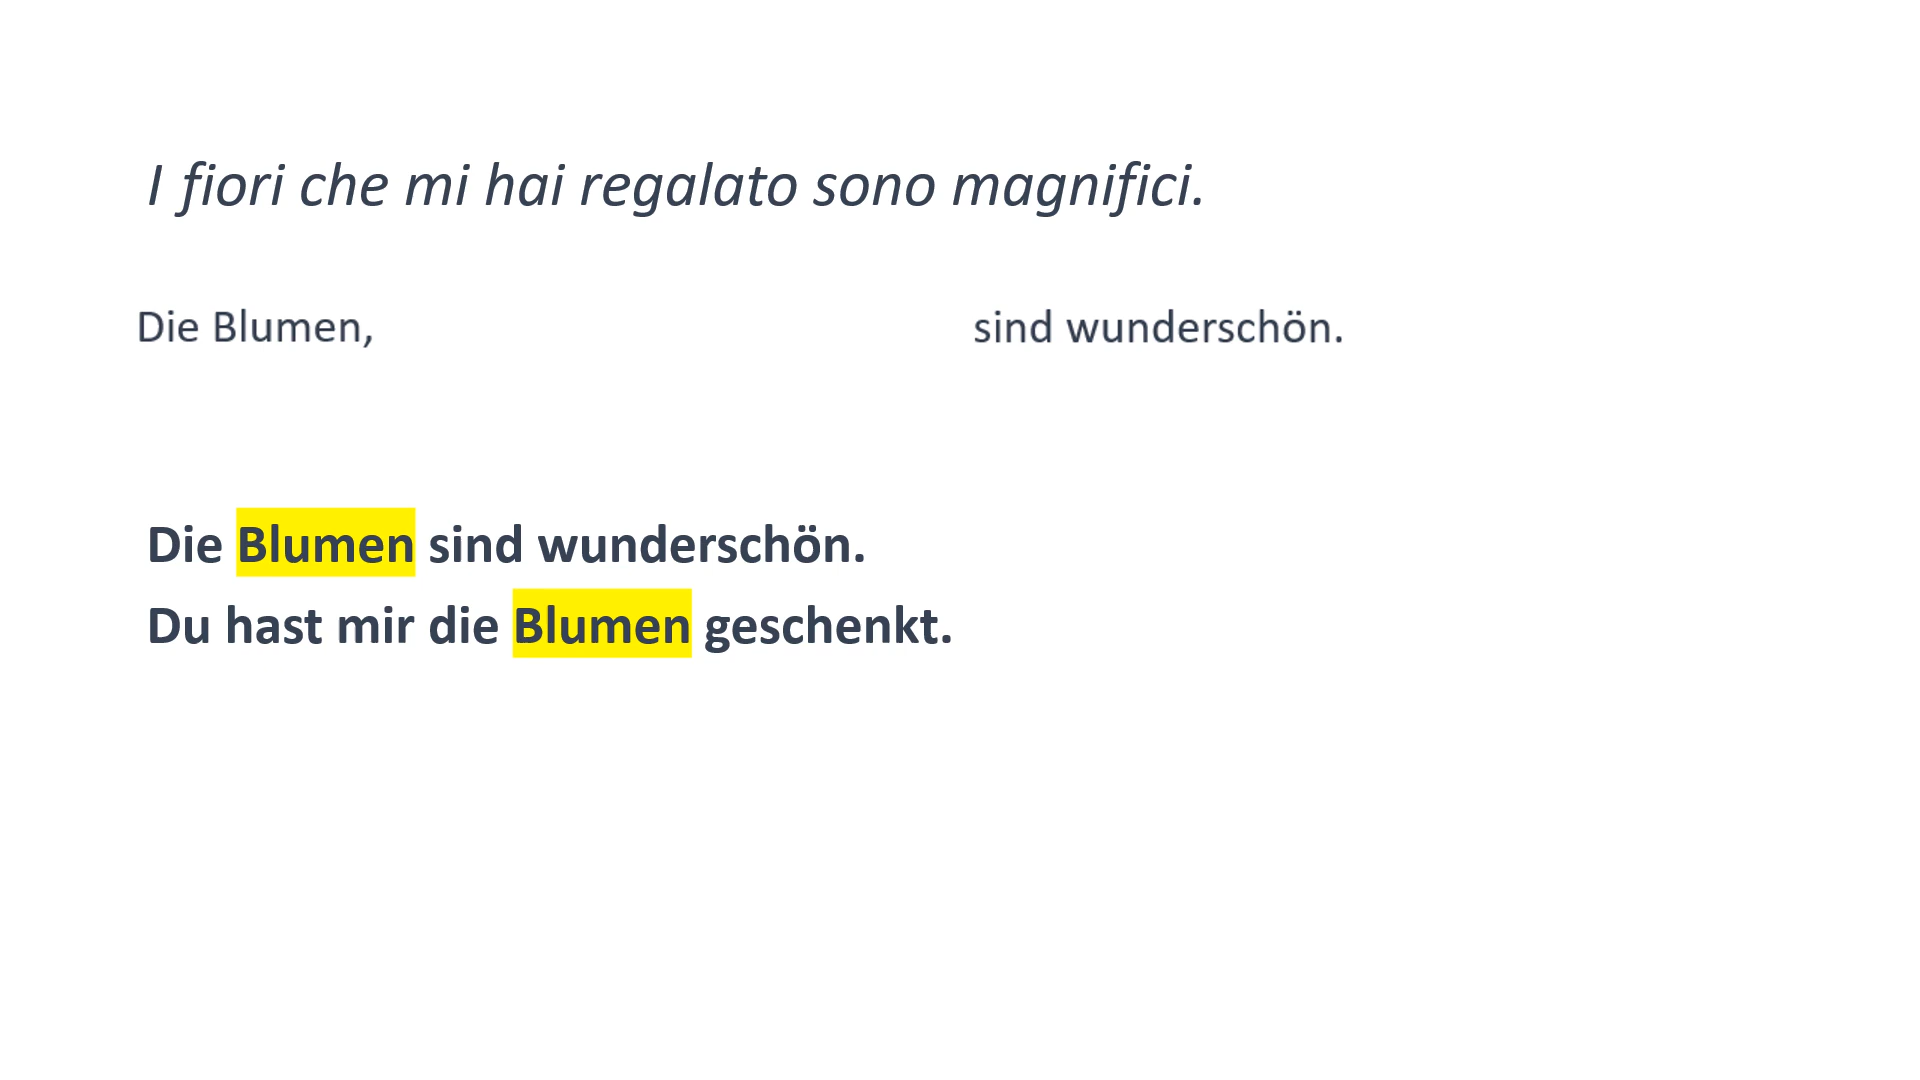 I fiori che mi hai regalato sono magnifici.
Die Blumen, sind wunderschön.
Die Blumen sind wunderschön.
Du hast mir die Blumen geschenkt.